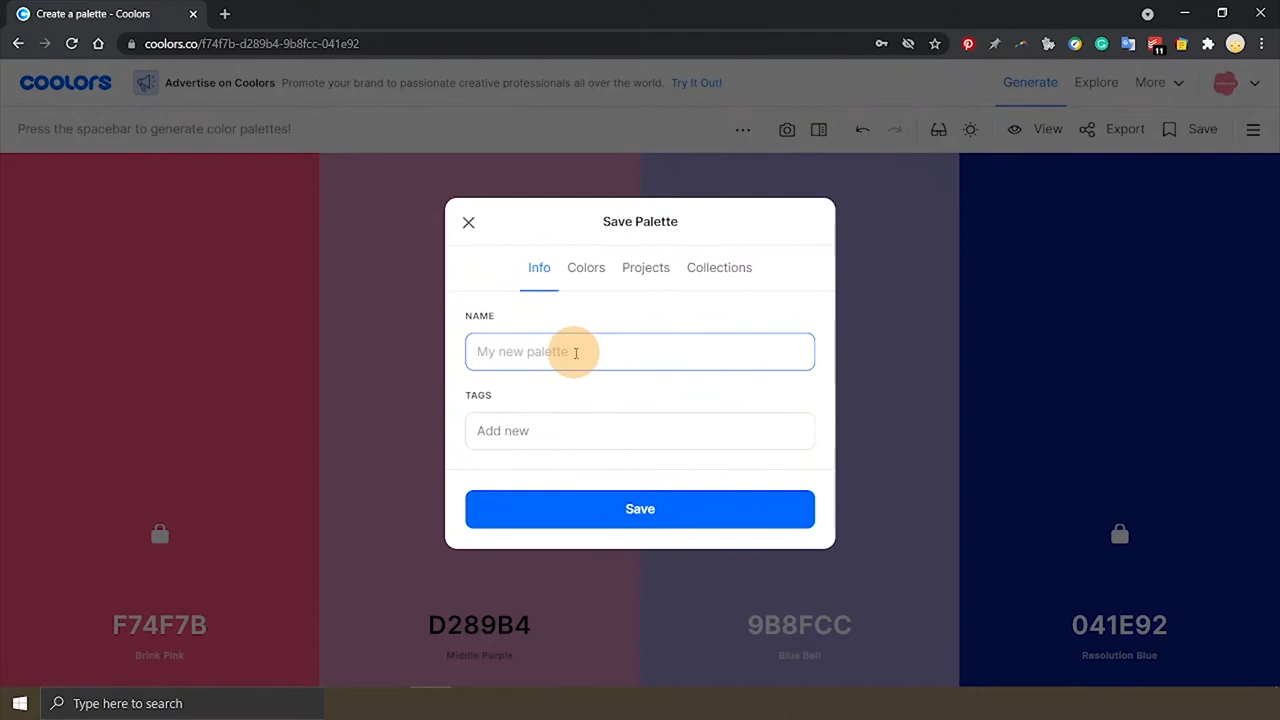 Create a palette - Coolors
coolors.co/f74f7b-d289b4-9b8fcc-041e92
11
coolors
Advertise on Coolors Promote your brand to passionate creative professionals all over the world. Try It Out!
Generate Explore More
Press the spacebar to generate color palettes!
View Export Save
Save Palette
Info Colors Projects Collections
NAME
My new palette
TAGS
Add new
Save
F74F7B D289B4 9B8FCC 041E92
Brink Pink Middle Purple Blue Bell Resolution Blue
Type here to search